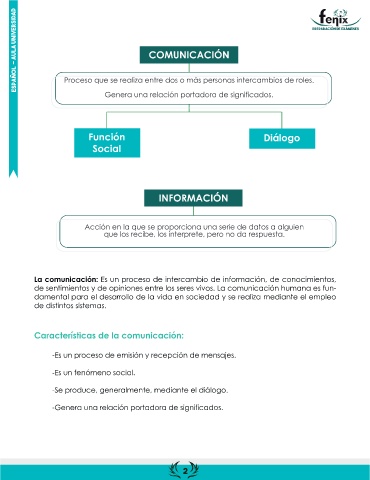 ESPAÑOL – AULA UNIVERSIDAD
fenix
PREPARACIÓN DE EXÁMENES
COMUNICACIÓN
Proceso que se realiza entre dos o más personas intercambios de roles.
Genera una relación portadora de significados.
Función
Social
Diálogo
INFORMACIÓN
Acción en la que se proporciona una serie de datos a alguien
que los recibe, los interprete, pero no da respuesta.
La comunicación: Es un proceso de intercambio de información, de conocimientos,
de sentimientos y de opiniones entre los seres vivos. La comunicación humana es fun-
damental para el desarrollo de la vida en sociedad y se realiza mediante el empleo
de distintos sistemas.
Características de la comunicación:
-Es un proceso de emisión y recepción de mensajes.
-Es un fenómeno social.
-Se produce, generalmente, mediante el diálogo.
-Genera una relación portadora de significados.
2